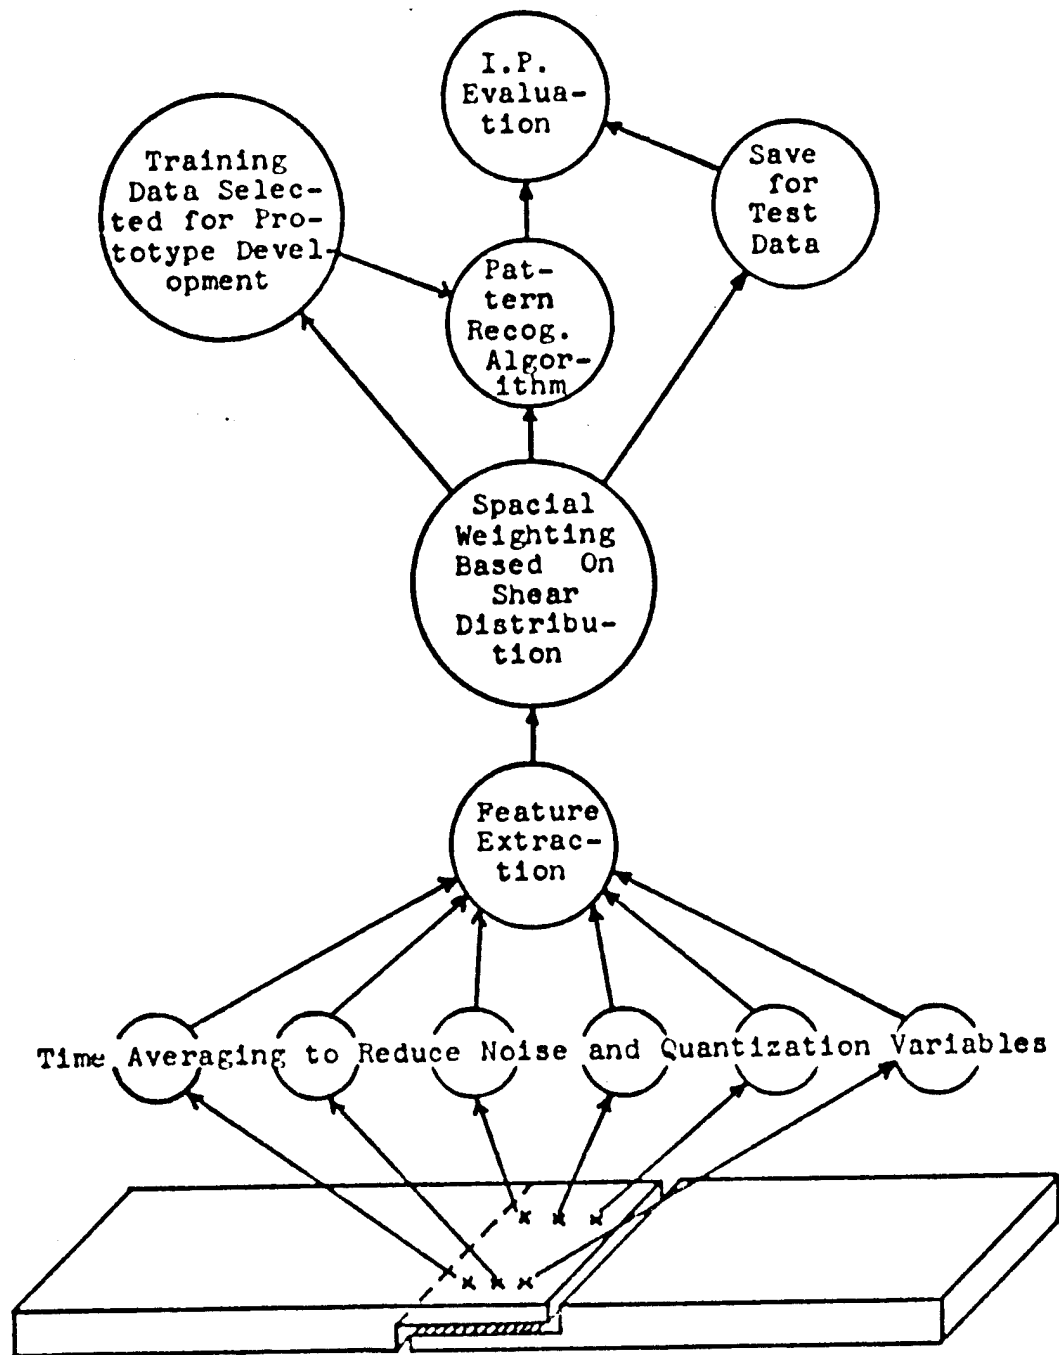 I.P.
Evalua-
tion
Training
Data Selec-
ted for Pro-
totype Devel-
opment
Save
for
Test
Data
Pat-
tern
Recog.
Algor-
ithm
Spacial
Weighting
Based On
Shear
Distribu-
tion
Feature
Extrac-
tion
Time Averaging to Reduce Noise and Quantization Variables